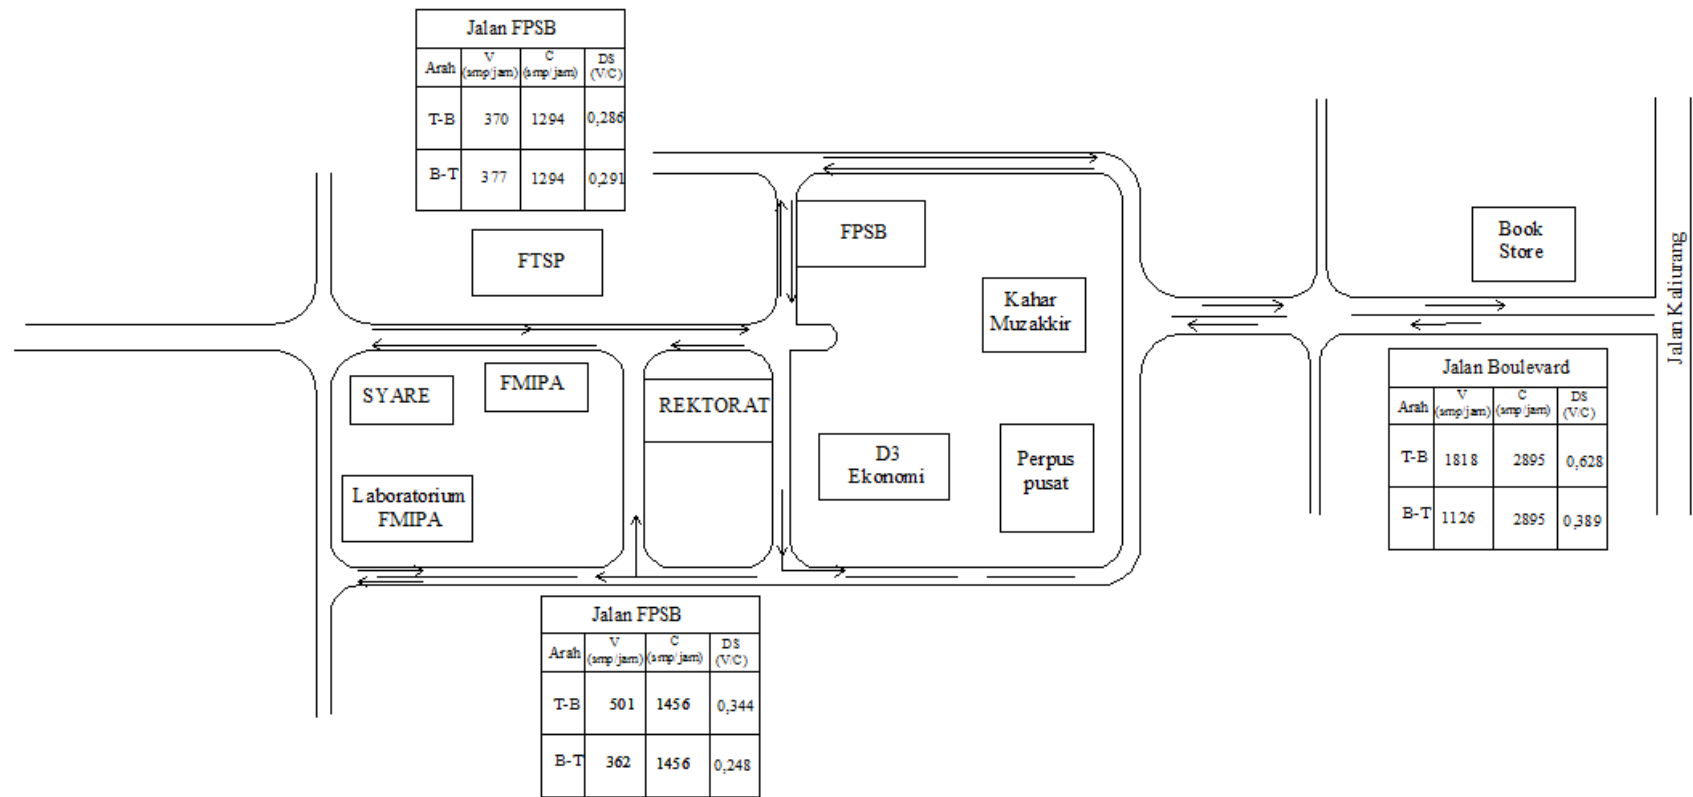 Jalan FPSB
Arah V (smp/jam) C (smp/jam) DS (V/C)
T-B 370 1294 0,286
B-T 377 1294 0,291
FTSP
FPSB
Kahar
Muzakkir
Book
Store
Jalan Kaliurang
SYARE
FMIPA
REKTORAT
D3
Ekonomi
Perpus
pusat
Laboratorium
FMIPA
Jalan Boulevard
Arah V (smp/jam) C (smp/jam) DS (V/C)
T-B 1818 2895 0,628
B-T 1126 2895 0,389
Jalan FPSB
Arah V (smp/jam) C (smp/jam) DS (V/C)
T-B 501 1456 0,344
B-T 362 1456 0,248